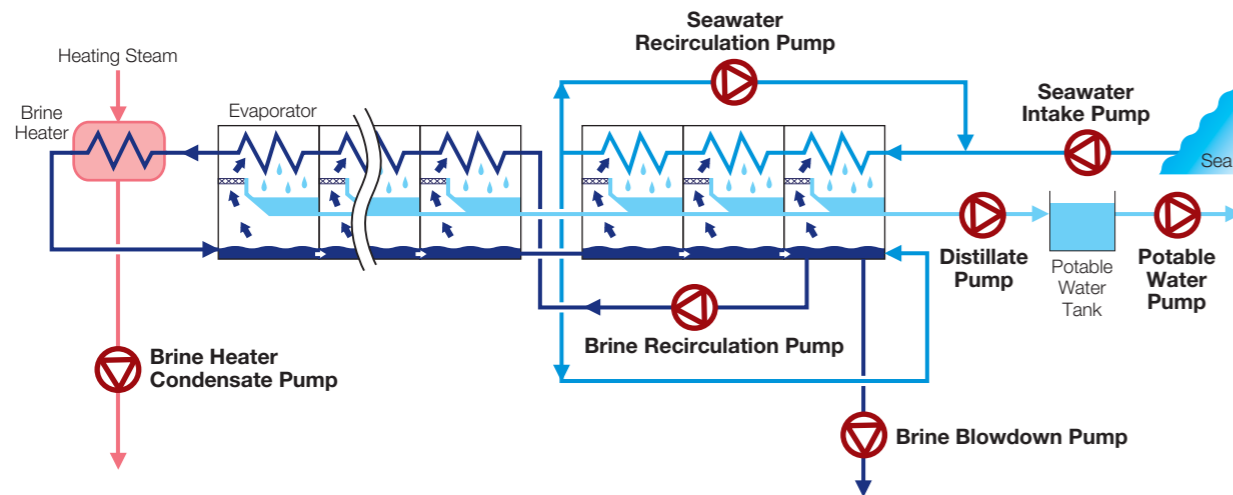 Seawater
Recirculation Pump
Heating Steam
Seawater
Intake Pump
Brine
Heater
Evaporator
Sea
Distillate
Pump
Potable
Water
Tank
Potable
Water
Pump
Brine Recirculation Pump
Brine Heater
Condensate Pump
Brine Blowdown Pump